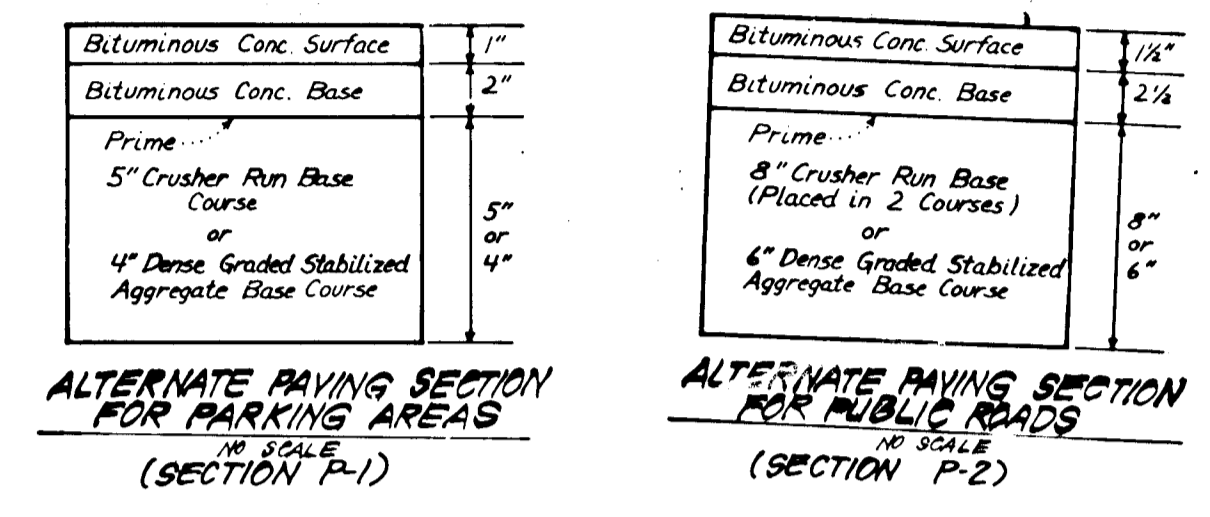 Bituminous Conc. Surface
1"
Bituminous Conc. Base
2"
Prime
5" Crusher Run Base
Course
or
4" Dense Graded Stabilized
Aggregate Base Course
5"
or
4"
ALTERNATE PAVING SECTION
FOR PARKING AREAS
NO SCALE
(SECTION P-1)
Bituminous Conc. Surface
1½"
Bituminous Conc. Base
2½
Prime
8" Crusher Run Base
(Placed in 2 Courses)
or
6" Dense Graded Stabilized
Aggregate Base Course
8"
or
6"
ALTERNATE PAVING SECTION
FOR PUBLIC ROADS
NO SCALE
(SECTION P-2)